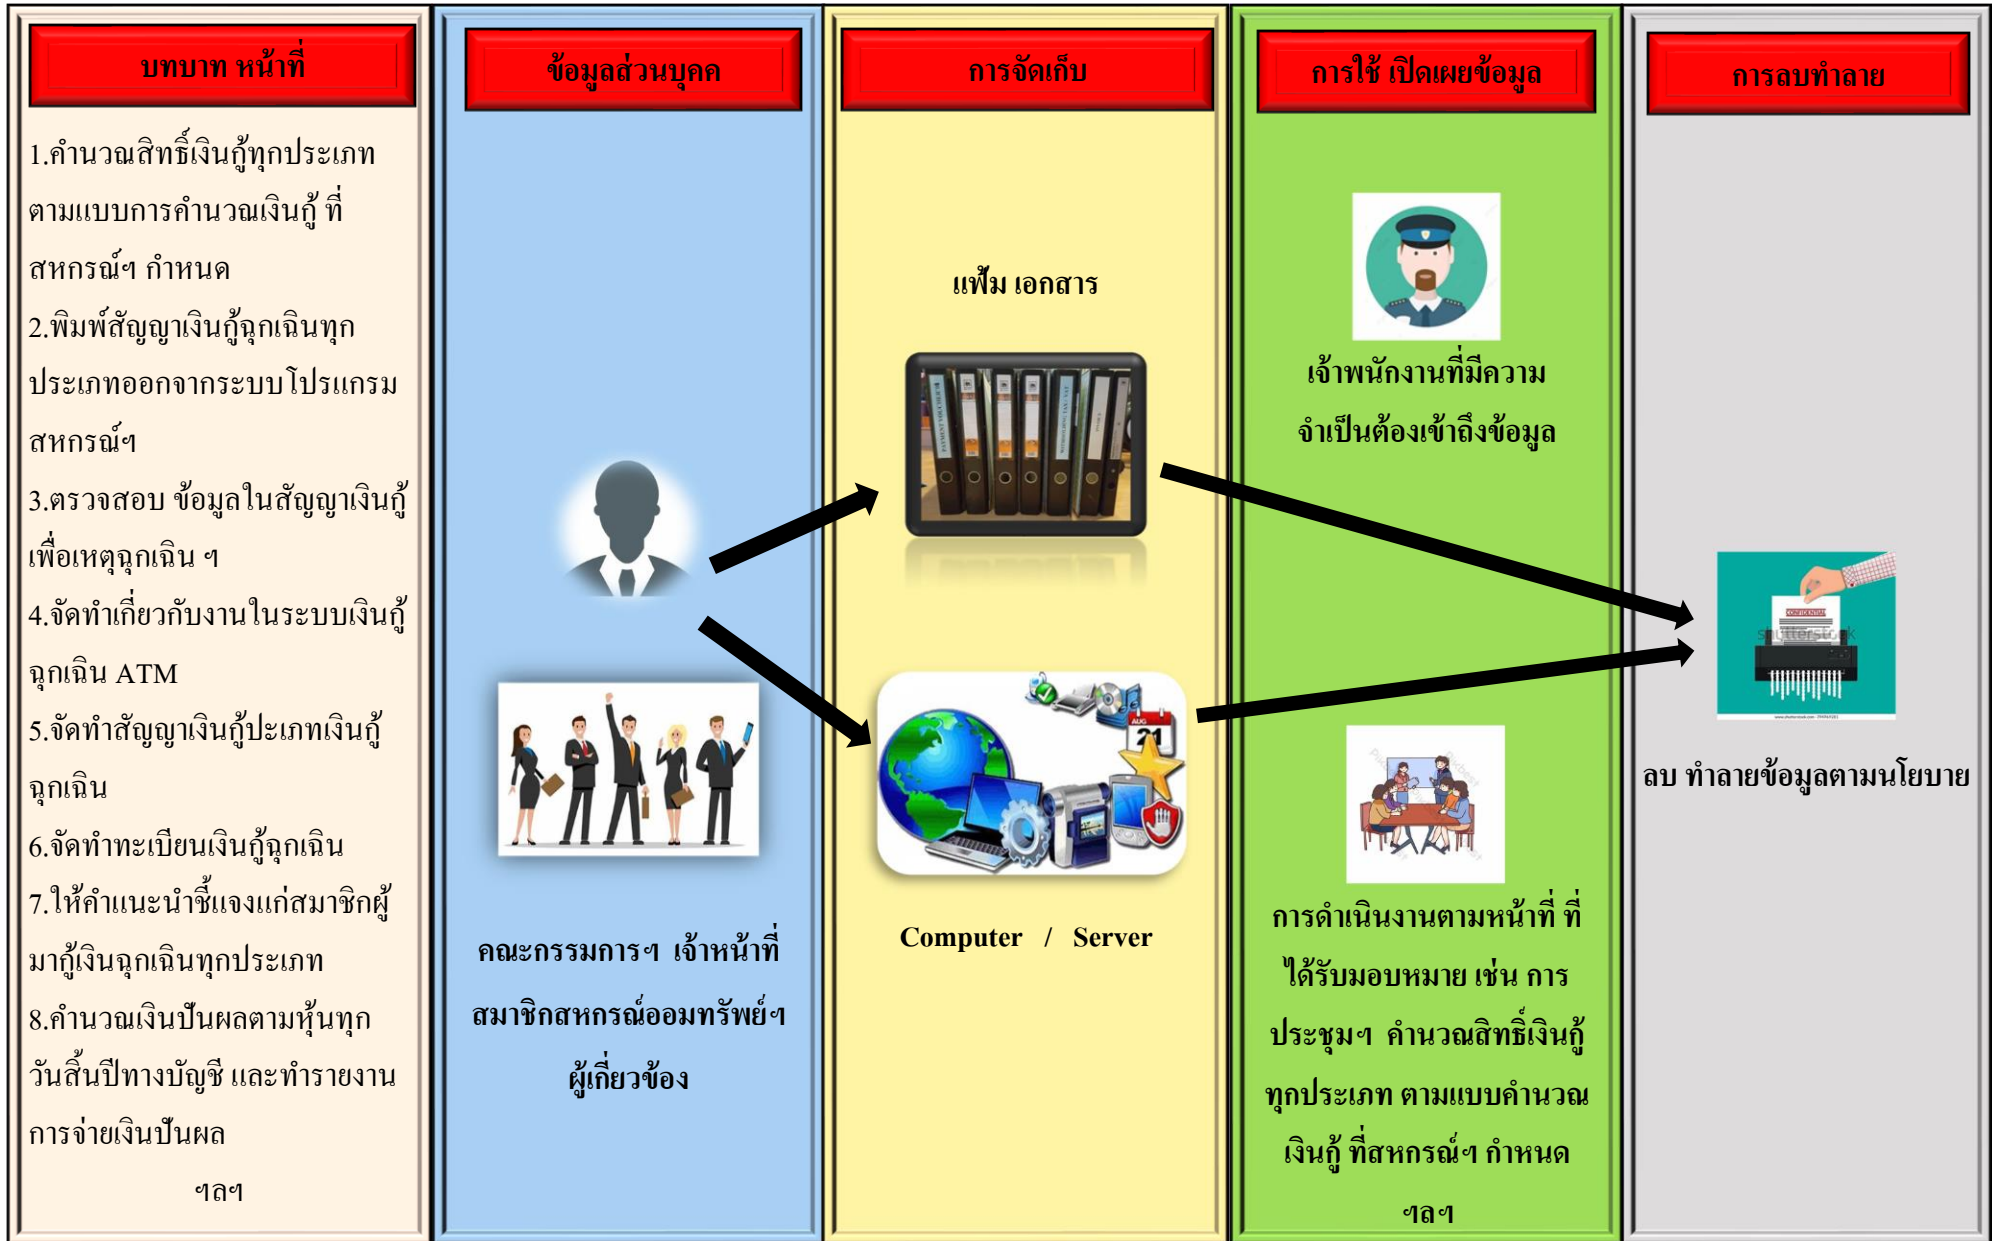 บทบาท หน้าที่
1.คำนวณสิทธิ์เงินกู้ทุกประเภท
ตามแบบการคำนวณเงินกู้ ที่
สหกรณ์ฯ กำหนด
2.พิมพ์สัญญาเงินกู้ฉุกเฉินทุก
ประเภทออกจากระบบโปรแกรม
สหกรณ์ฯ
3.ตรวจสอบ ข้อมูลในสัญญาเงินกู้
เพื่อเหตุฉุกเฉิน ฯ
4.จัดทำเกี่ยวกับงานในระบบเงินกู้
ฉุกเฉิน ATM
5.จัดทำสัญญาเงินกู้ปะเภทเงินกู้
ฉุกเฉิน
6.จัดทำทะเบียนเงินกู้ฉุกเฉิน
7.ให้คำแนะนำชี้แจงแก่สมาชิกผู้
มากู้เงินฉุกเฉินทุกประเภท
8.คำนวณเงินปันผลตามหุ้นทุก
วันสิ้นปีทางบัญชี และทำรายงาน
การจ่ายเงินปันผล
ฯลฯ
ข้อมูลส่วนบุคค
คณะกรรมการฯ เจ้าหน้าที่
สมาชิกสหกรณ์ออมทรัพย์ฯ
ผู้เกี่ยวข้อง
การจัดเก็บ
แฟ้ม เอกสาร
PAYMENT VOUCHER
AUG
21
Computer / Server
การใช้ เปิดเผยข้อมูล
เจ้าพนักงานที่มีความ
จำเป็นต้องเข้าถึงข้อมูล
การดำเนินงานตามหน้าที่ ที่
ได้รับมอบหมาย เช่น การ
ประชุมฯ คำนวณสิทธิ์เงินกู้
ทุกประเภท ตามแบบคำนวณ
เงินกู้ ที่สหกรณ์ฯ กำหนด
ฯลฯ
การลบทำลาย
CONFIDENTIAL
shutterstock
ลบ ทำลายข้อมูลตามนโยบาย